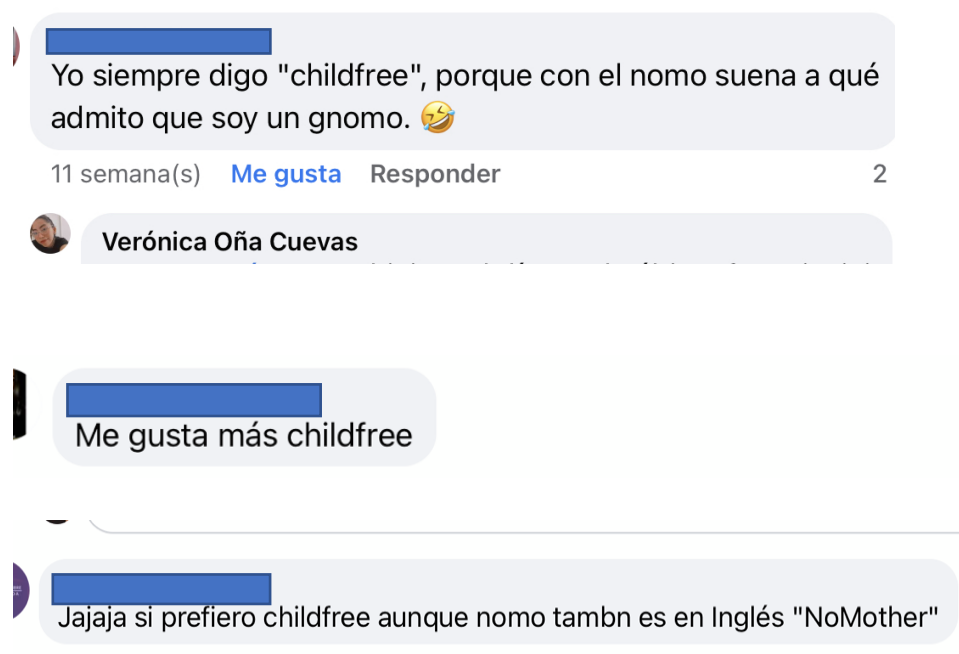 Yo siempre digo "childfree", porque con el nomo suena a qué
admito que soy un gnomo. 🤣
11 semana(s) Me gusta Responder 2
Verónica Oña Cuevas
Me gusta más childfree
Jajaja si prefiero childfree aunque nomo tambn es en Inglés "NoMother"